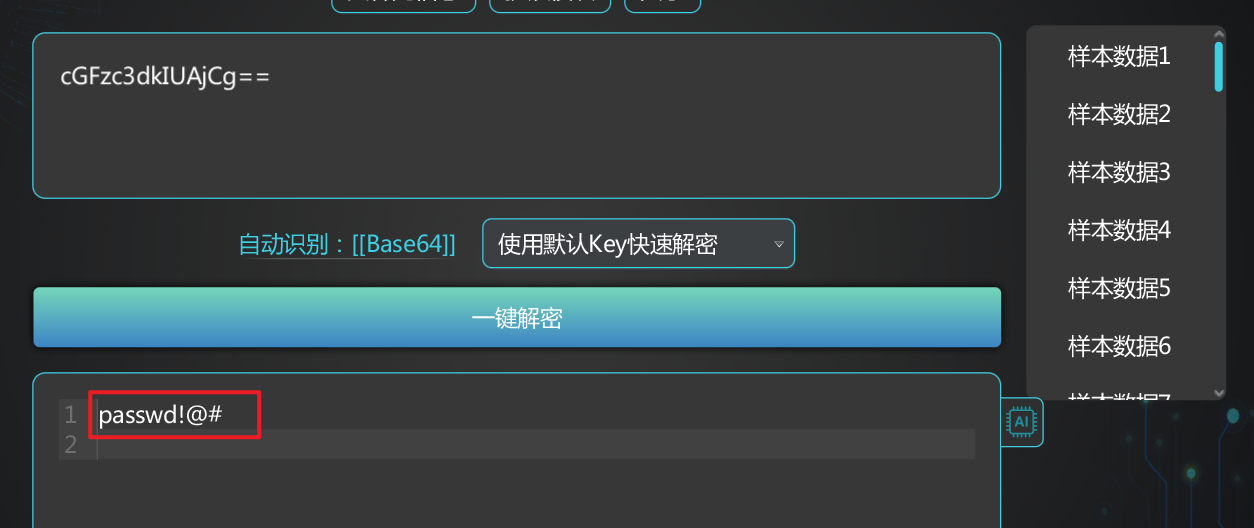 cGFzc3dkIUAjCg==
样本数据1
样本数据2
样本数据3
样本数据4
样本数据5
样本数据6
自动识别：[[Base64]]
使用默认Key快速解密
一键解密
1 passwd!@#
2
AI